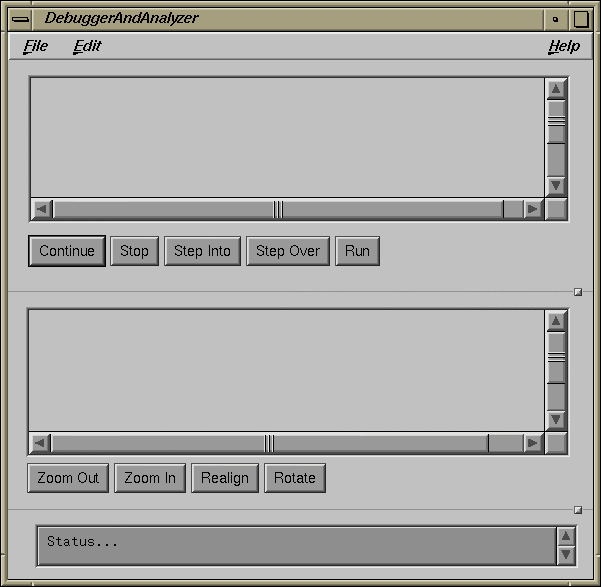 DebuggerAndAnalyzer
File Edit Help
Continue Stop Step Into Step Over Run
Zoom Out Zoom In Realign Rotate
Status...